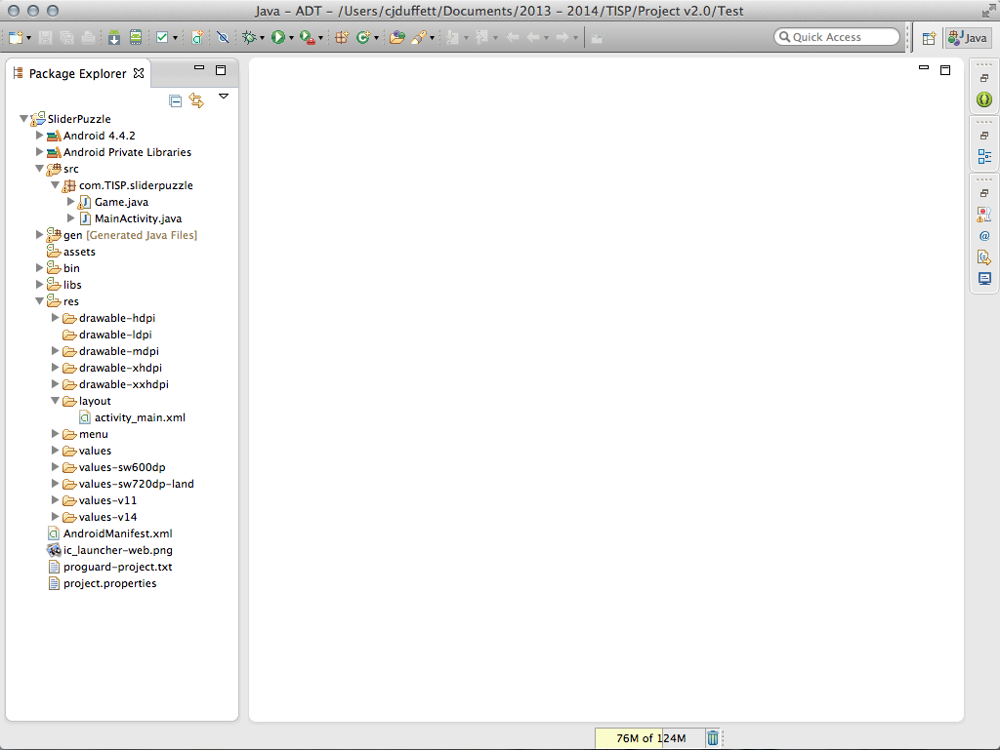 Java - ADT - /Users/cjduffett/Documents/2013 - 2014/TISP/Project v2.0/Test
Quick Access
Java
Package Explorer
SliderPuzzle
Android 4.4.2
Android Private Libraries
src
com.TISP.sliderpuzzle
Game.java
MainActivity.java
gen [Generated Java Files]
assets
bin
libs
res
drawable-hdpi
drawable-ldpi
drawable-mdpi
drawable-xhdpi
drawable-xxhdpi
layout
activity_main.xml
menu
values
values-sw600dp
values-sw720dp-land
values-v11
values-v14
AndroidManifest.xml
ic_launcher-web.png
proguard-project.txt
project.properties
76M of 124M